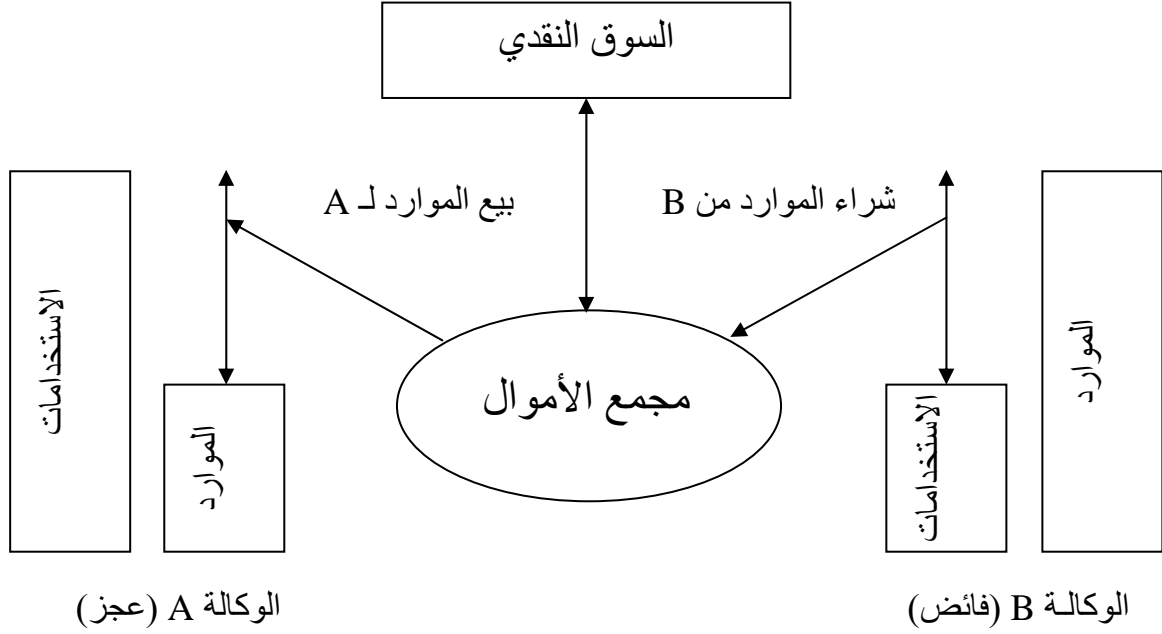 السوق النقدي
شراء الموارد من B
بيع الموارد لـ A
الموارد
الاستخدامات
مجمع الأموال
الموارد
الاستخدامات
الوكالـة B (فائض)
الوكالة A (عجز)